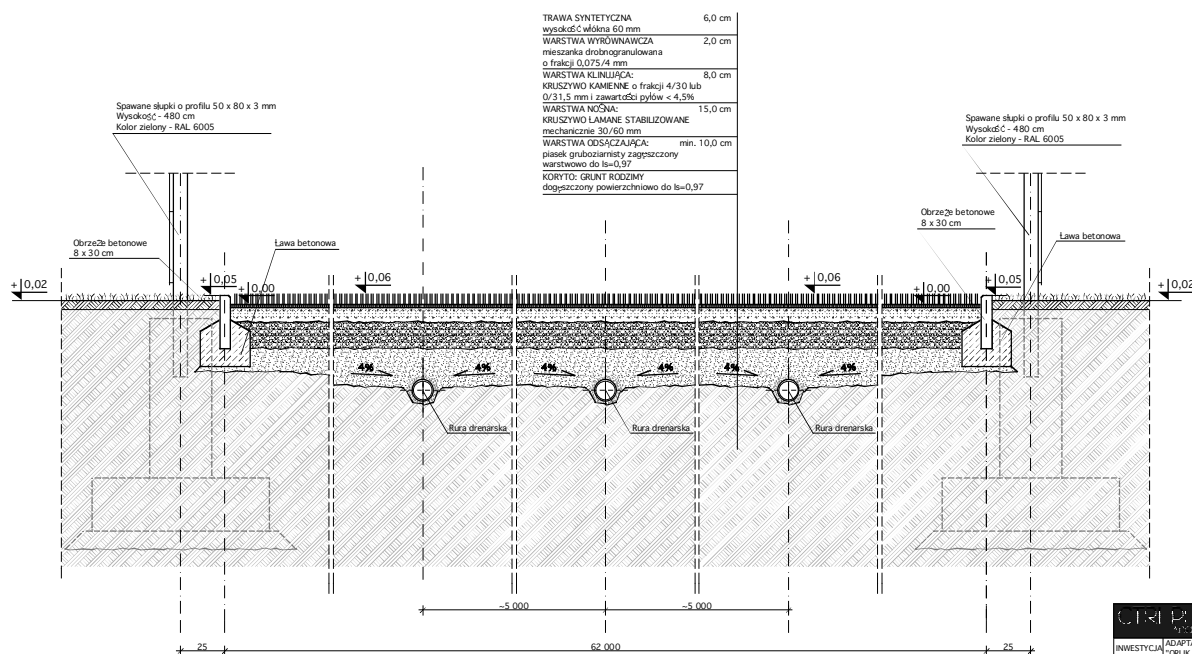 TRAWA SYNTETYCZNA 6,0 cm
wysokość włókna 60 mm
WARSTWA WYRÓWNAWCZA 2,0 cm
mieszanka drobnogranulowana
o frakcji 0,075/4 mm
WARSTWA KLINUJĄCA: 8,0 cm
KRUSZYWO KAMIENNE o frakcji 4/30 lub
0/31,5 mm i zawartości pyłów < 4,5%
WARSTWA NOŚNA: 15,0 cm
KRUSZYWO ŁAMANE STABILIZOWANE
mechanicznie 30/60 mm
WARSTWA ODSĄCZAJĄCA: min. 10,0 cm
piasek gruboziarnisty zagęszczony
warstwowo do Is=0,97
KORYTO: GRUNT RODZIMY
dogęszczony powierzchniowo do Is=0,97
Spawane słupki o profilu 50 x 80 x 3 mm
Wysokość - 480 cm
Kolor zielony - RAL 6005
Spawane słupki o profilu 50 x 80 x 3 mm
Wysokość - 480 cm
Kolor zielony - RAL 6005
Obrzeże betonowe
8 x 30 cm
Ława betonowa
Obrzeże betonowe
8 x 30 cm
Ława betonowa
+0,02
+0,05
+0,00
+0,06
+0,06
+0,00
+0,05
+0,02
4% 4% 4% 4% 4% 4%
Rura drenarska
Rura drenarska
Rura drenarska
~5 000
~5 000
25
62 000
25
INWESTYCJA